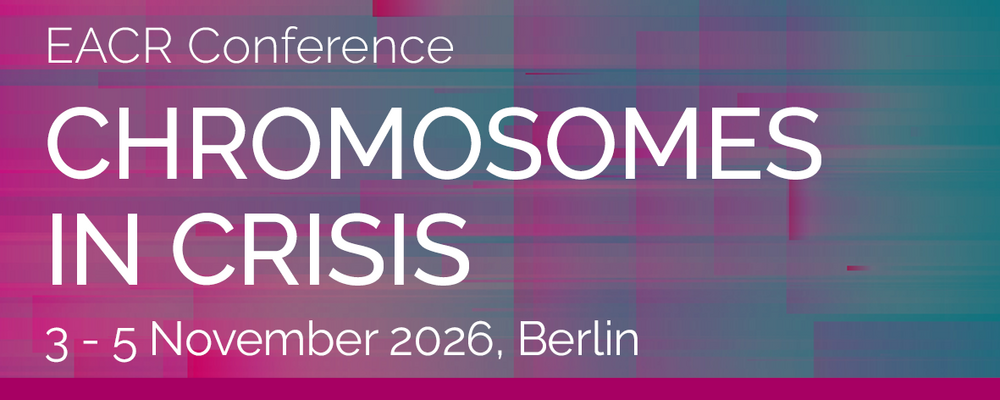 EACR Conference
CHROMOSOMES
IN CRISIS
3 - 5 November 2026, Berlin